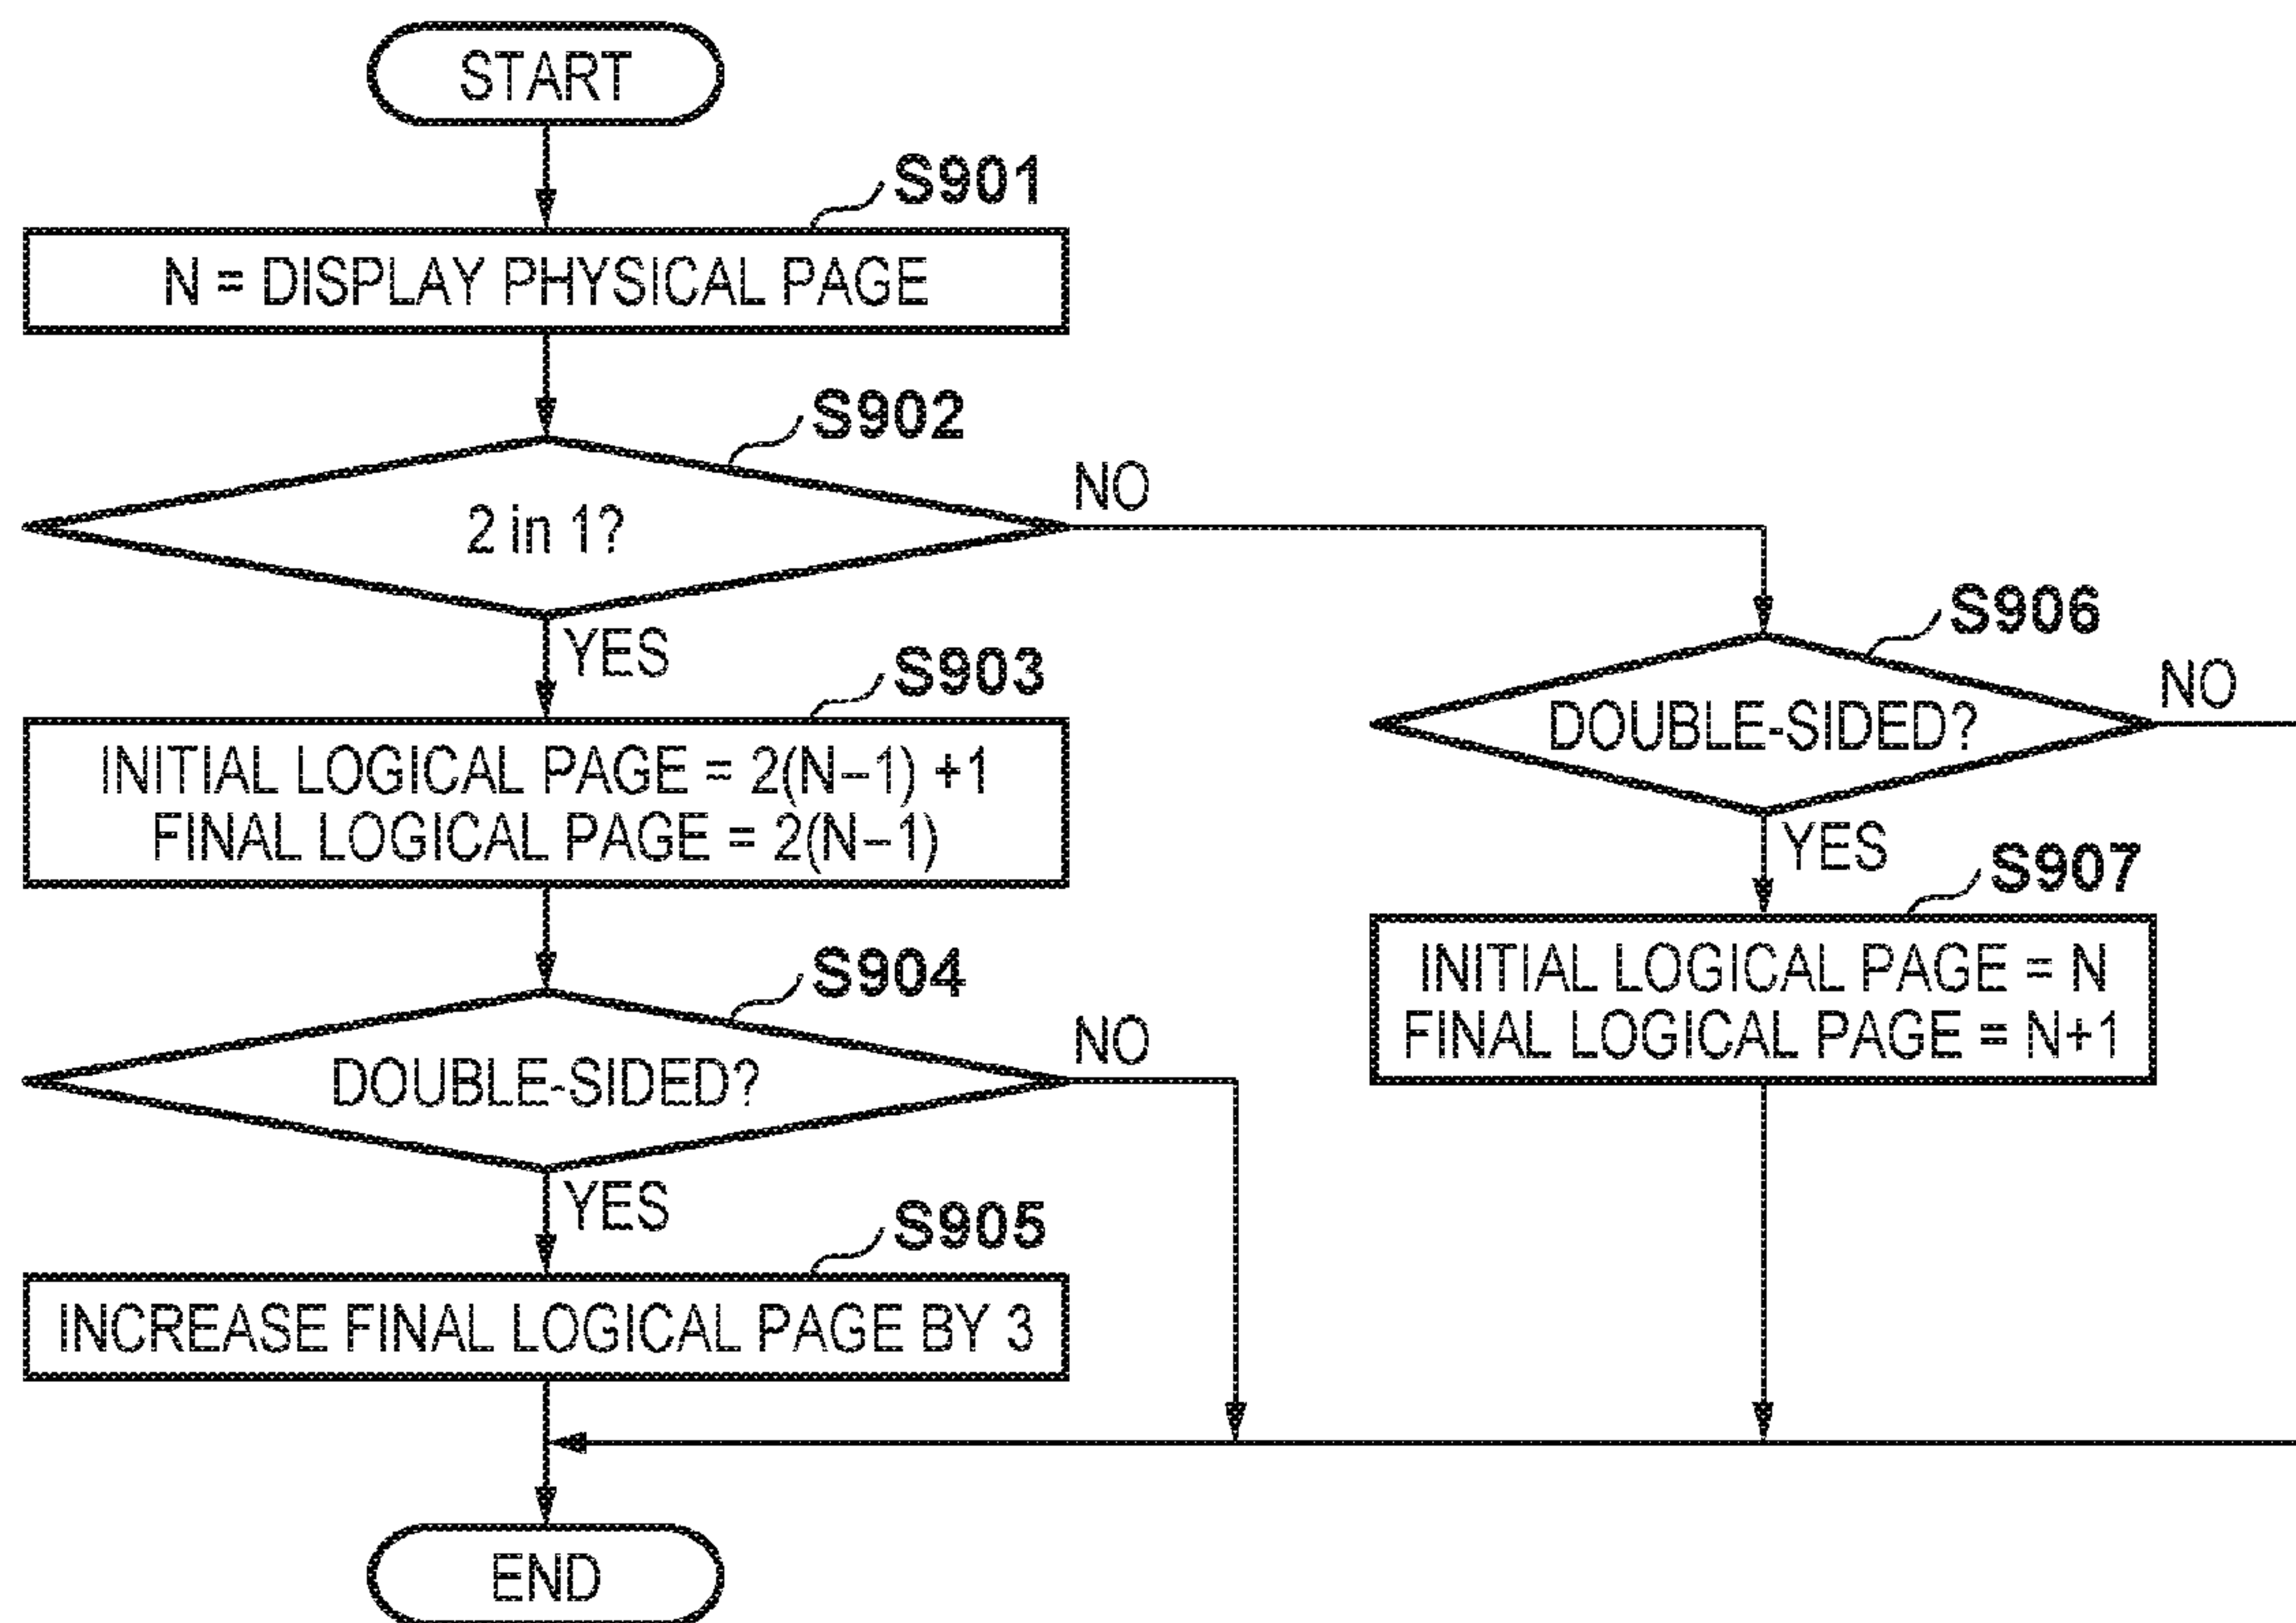 START
S901
N = DISPLAY PHYSICAL PAGE
S902
2 in 1?
NO
YES
S903
INITIAL LOGICAL PAGE = 2(N–1) +1
FINAL LOGICAL PAGE = 2(N–1)
S904
DOUBLE-SIDED?
NO
YES
S905
INCREASE FINAL LOGICAL PAGE BY 3
S906
DOUBLE-SIDED?
NO
YES
S907
INITIAL LOGICAL PAGE = N
FINAL LOGICAL PAGE = N+1
END